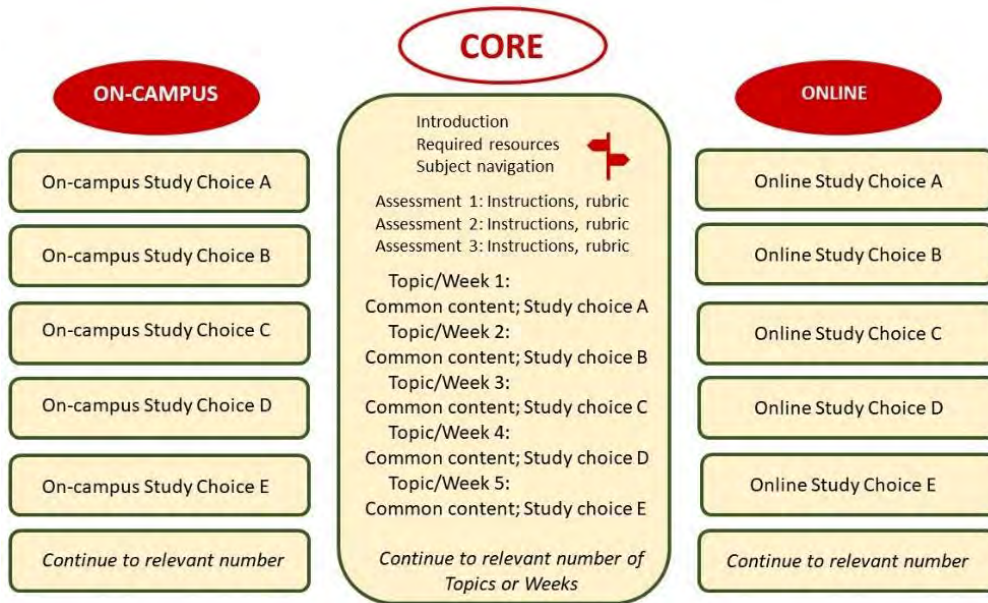 CORE
ON-CAMPUS
On-campus Study Choice A
On-campus Study Choice B
On-campus Study Choice C
On-campus Study Choice D
On-campus Study Choice E
Continue to relevant number
Introduction
Required resources
Subject navigation
Assessment 1: Instructions, rubric
Assessment 2: Instructions, rubric
Assessment 3: Instructions, rubric
Topic/Week 1:
Common content; Study choice A
Topic/Week 2:
Common content; Study choice B
Topic/Week 3:
Common content; Study choice C
Topic/Week 4:
Common content; Study choice D
Topic/Week 5:
Common content; Study choice E
Continue to relevant number of
Topics or Weeks
ONLINE
Online Study Choice A
Online Study Choice B
Online Study Choice C
Online Study Choice D
Online Study Choice E
Continue to relevant number